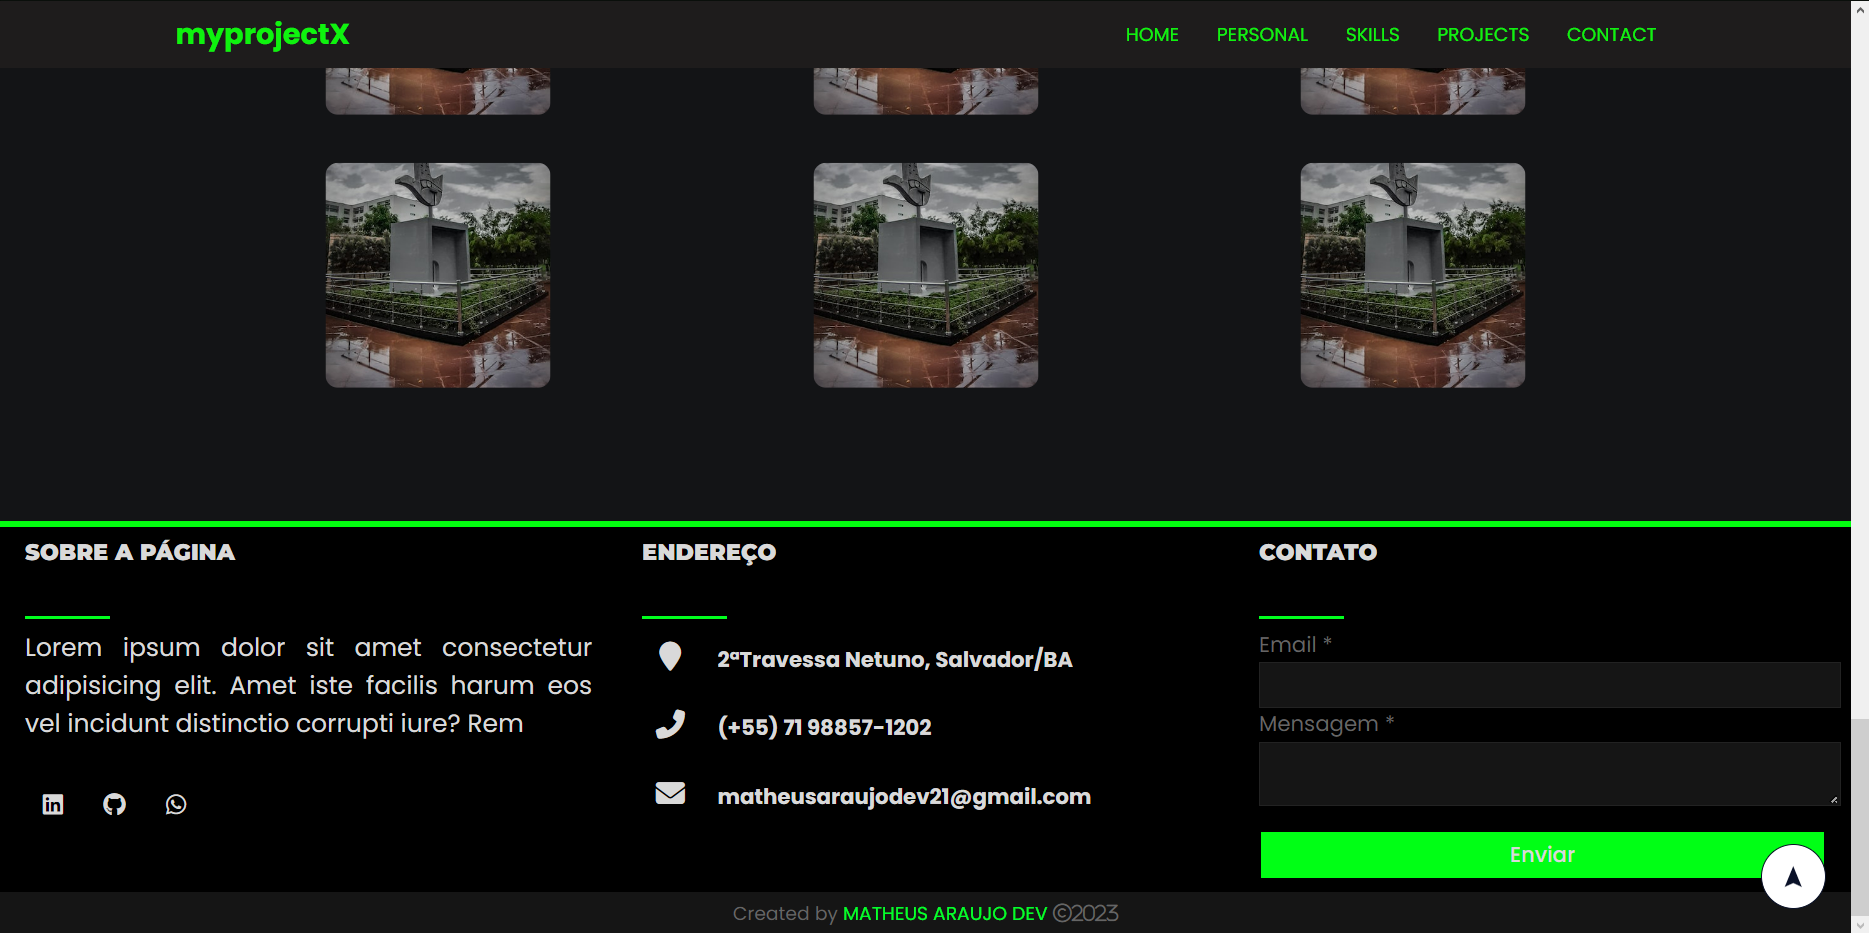 myprojectX
HOME PERSONAL SKILLS PROJECTS CONTACT
SOBRE A PÁGINA
Lorem ipsum dolor sit amet consectetur
adipisicing elit. Amet iste facilis harum eos
vel incidunt distinctio corrupti iure? Rem
ENDEREÇO
2ªTravessa Netuno, Salvador/BA
(+55) 71 98857-1202
matheusaraujodev21@gmail.com
CONTATO
Email *
Mensagem *
Enviar
Created by MATHEUS ARAUJO DEV ©2023